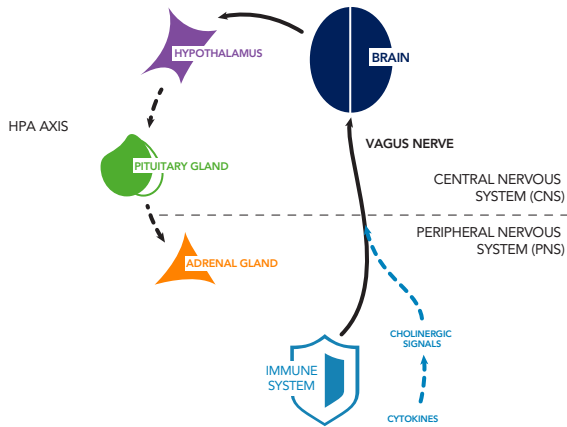 HYPOTHALAMUS
BRAIN
HPA AXIS
VAGUS NERVE
PITUITARY GLAND
CENTRAL NERVOUS
SYSTEM (CNS)
PERIPHERAL NERVOUS
SYSTEM (PNS)
ADRENAL GLAND
CHOLINERGIC
SIGNALS
IMMUNE
SYSTEM
CYTOKINES